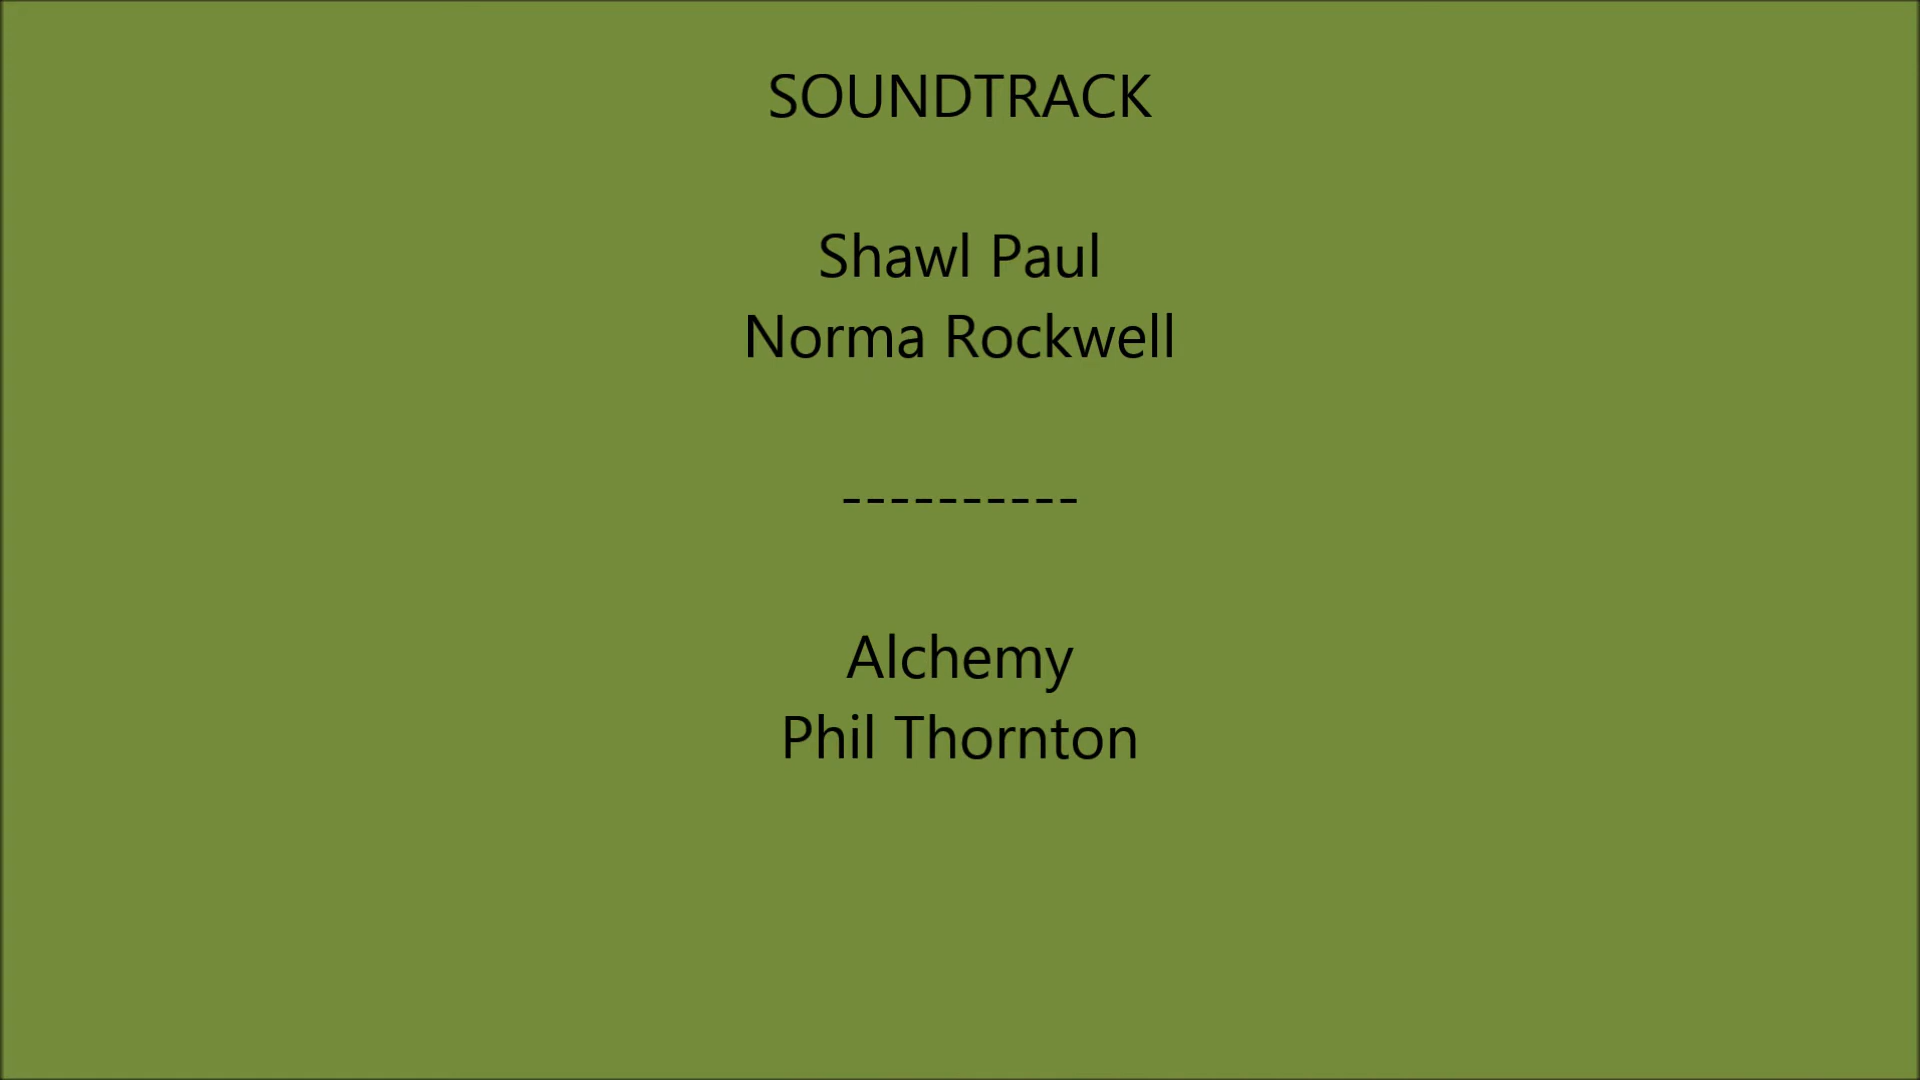 SOUNDTRACK
Shawl Paul
Norma Rockwell
----------
Alchemy
Phil Thornton